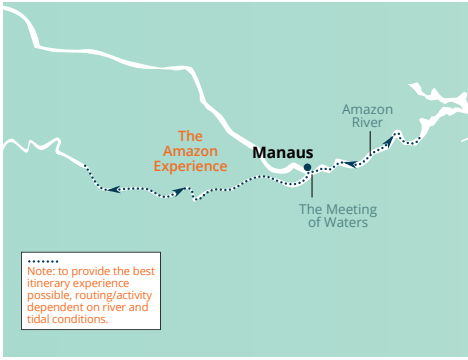 Amazon
River
The
Amazon
Experience
Manaus
The Meeting
of Waters
Note: to provide the best
itinerary experience
possible, routing/activity
dependent on river and
tidal conditions.